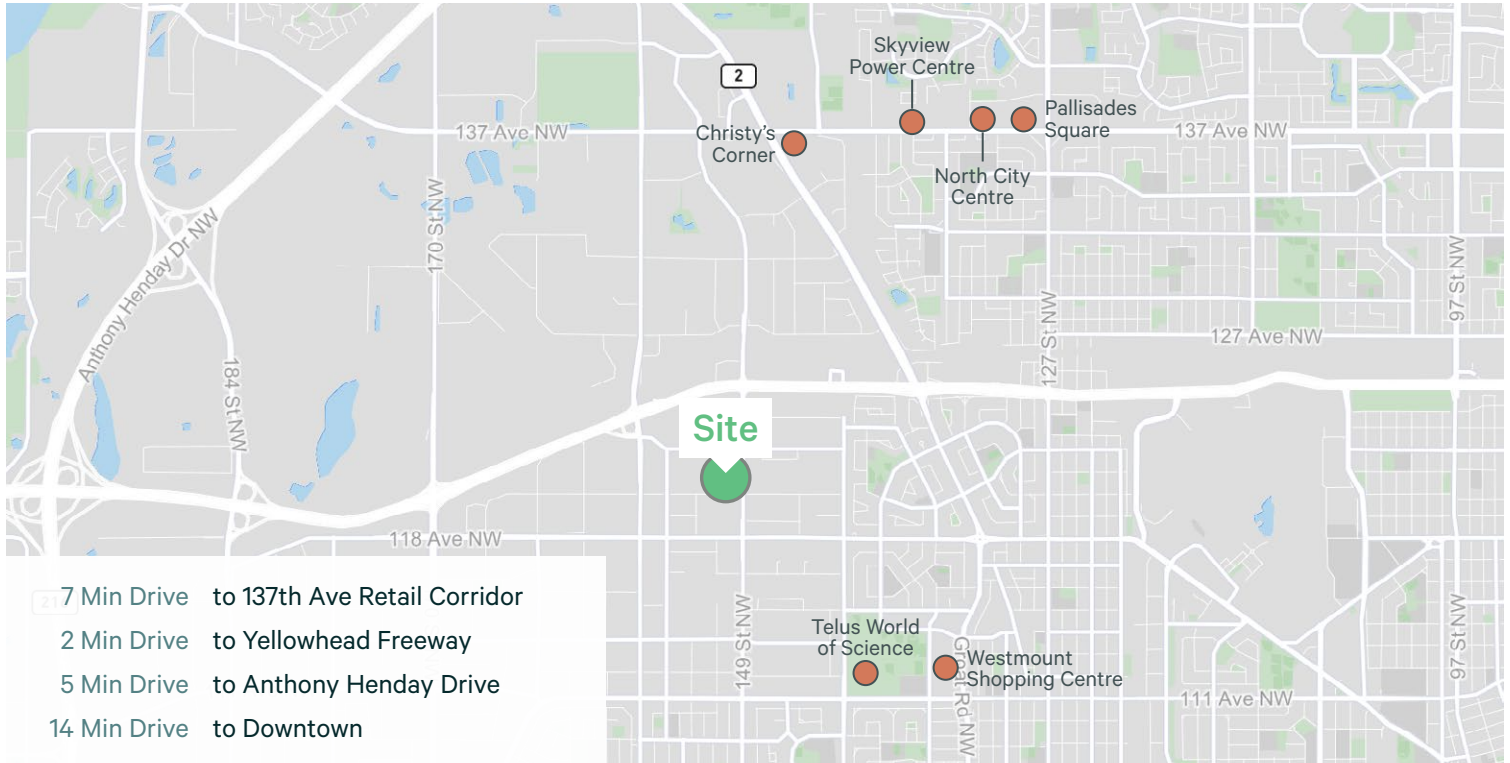 Skyview
Power Centre
2
Christy's
Corner
137 Ave NW
Pallisades
Square
137 Ave NW
North City
Centre
170 St NW
Anthony Henday Dr NW
97 St NW
127 St NW
127 Ave NW
184 St NW
Site
118 Ave NW
7 Min Drive to 137th Ave Retail Corridor
2 Min Drive to Yellowhead Freeway
5 Min Drive to Anthony Henday Drive
14 Min Drive to Downtown
149 St NW
Telus World
of Science
Westmount
Shopping Centre
Groat Rd NW
97 St NW
111 Ave NW